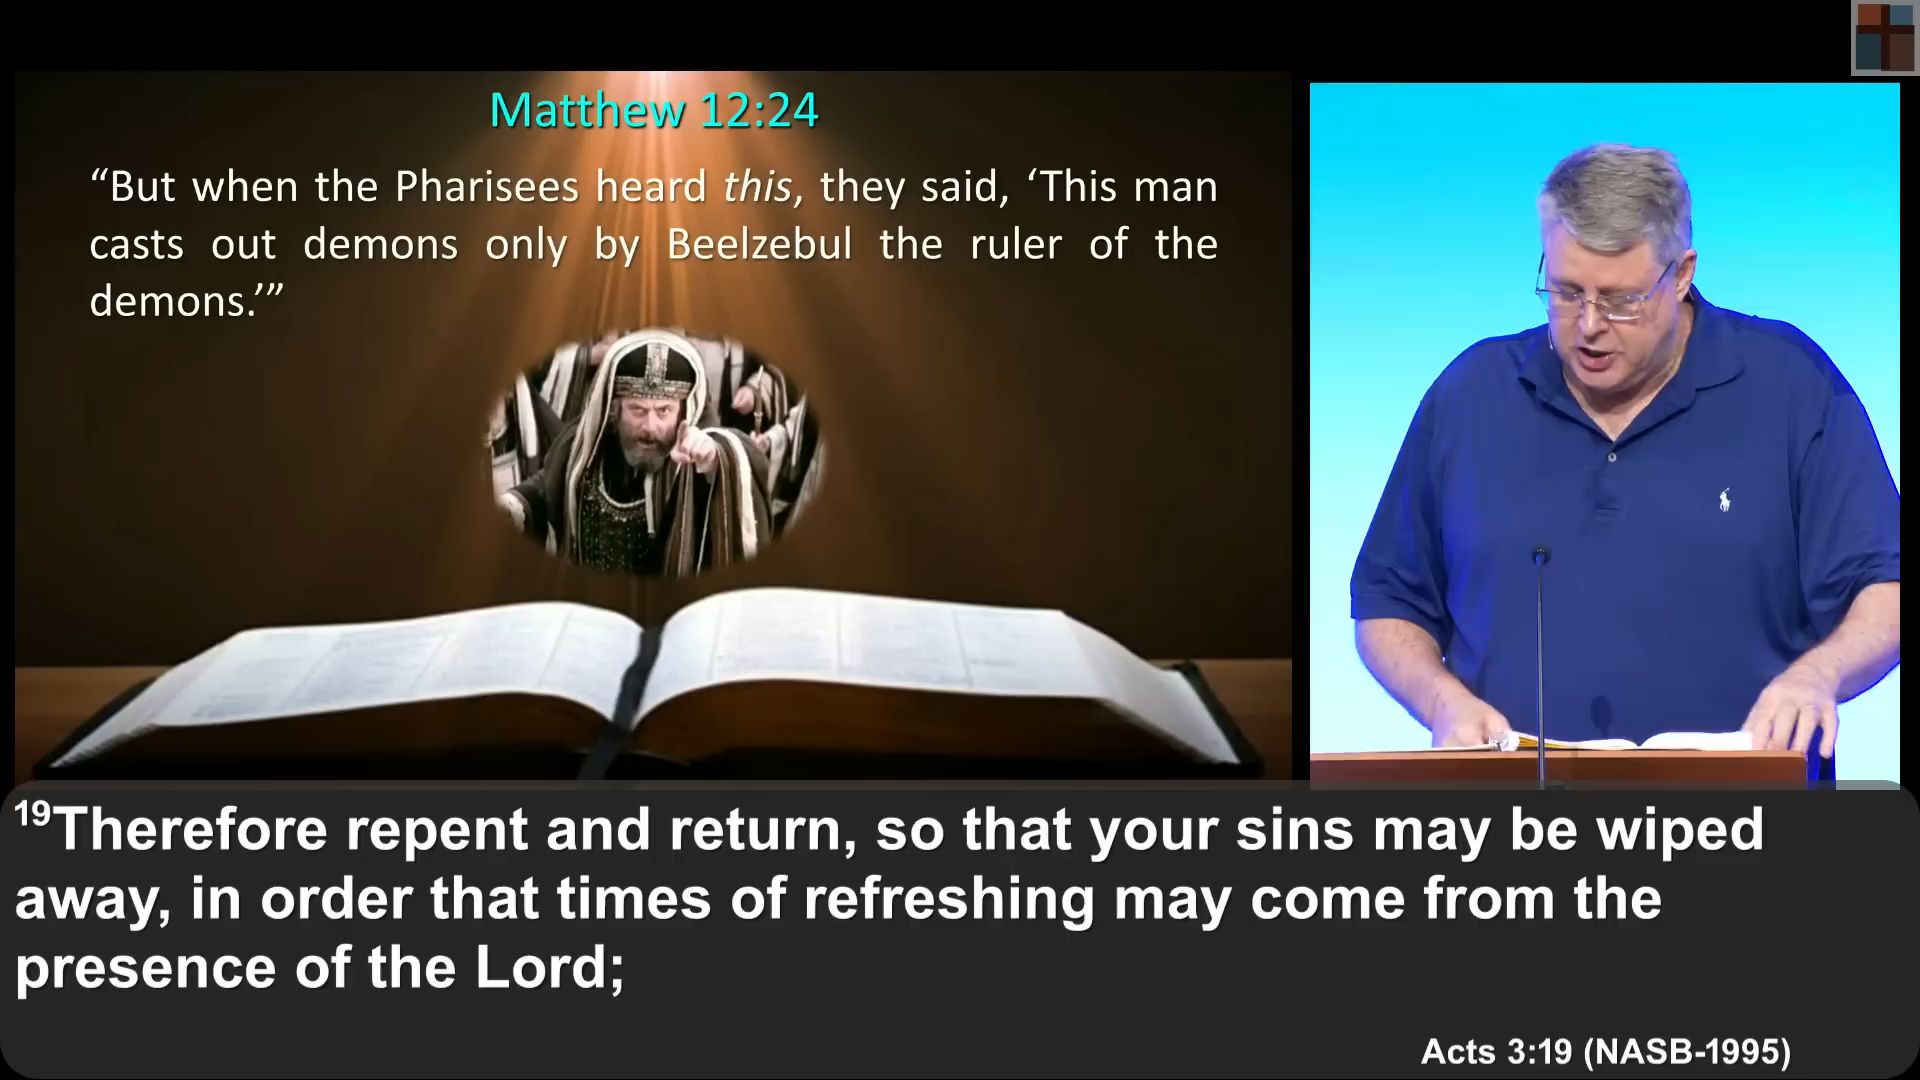 Matthew 12:24
“But when the Pharisees heard this, they said, ‘This man
casts out demons only by Beelzebul the ruler of the
demons.’”
19Therefore repent and return, so that your sins may be wiped
away, in order that times of refreshing may come from the
presence of the Lord;
Acts 3:19 (NASB-1995)